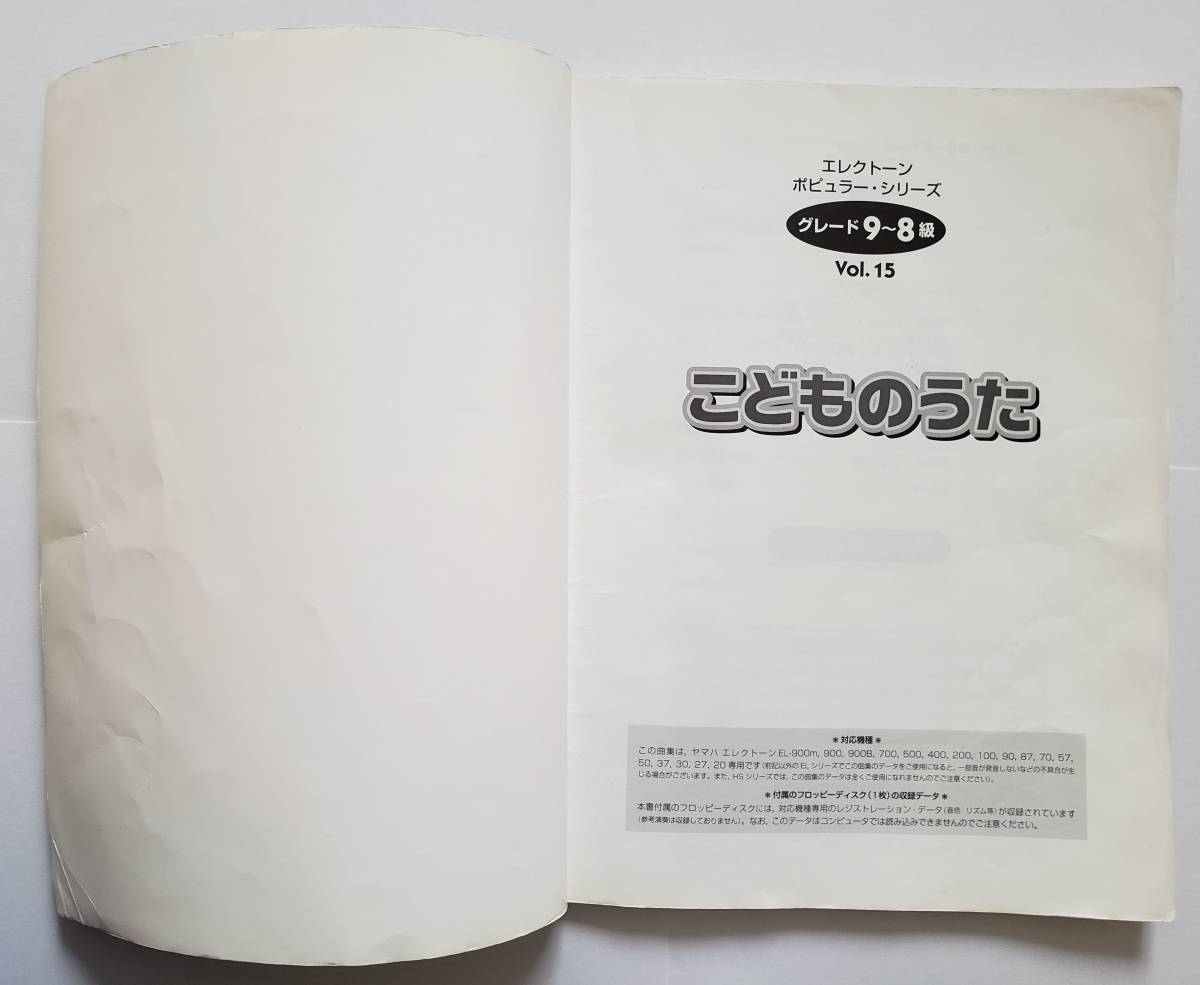 エレクトーン
ポピュラー・シリーズ
グレード9〜8級
Vol. 15
こどものうた
＊対応機種＊
この曲集は、ヤマハ エレクトーンEL-900m, 900, 900B, 700, 500, 400, 200, 100, 90, 87, 70, 57,
50, 37, 30, 27, 20 専用です（前記以外の EL シリーズでこの曲集のデータをご使用になると、一部音が発音しないなどの不具合が生
じる場合がございます。また、HS シリーズでは、この曲集のデータは全くご使用になれませんのでご注意ください）。
＊付属のフロッピーディスク（1枚）の収録データ＊
本書付属のフロッピーディスクには、対応機種専用のレジストレーション・データ（音色・リズム等）が収録されています
（参考演奏は収録しておりません）。なお、このデータはコンピュータでは読み込みできませんのでご注意ください。